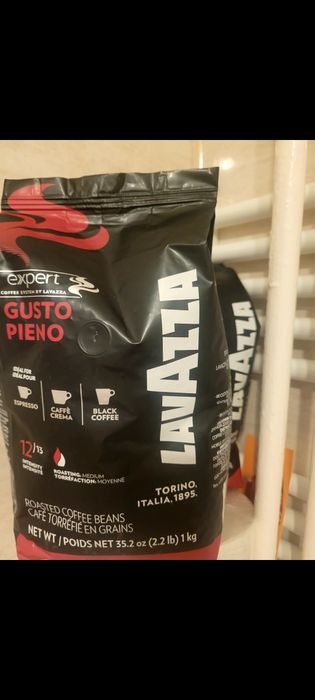 expert
COFFEE SYSTEM BY LAVAZZA
GUSTO
PIENO
LAVAZZA
IDEAL FOR
IDÉAL POUR
ESPRESSO
CAFFÈ
CREMA
BLACK
COFFEE
12/13
INTENSITY
INTENSITÉ
ROASTING: MEDIUM
TORRÉFACTION: MOYENNE
TORINO,
ITALIA, 1895.
ROASTED COFFEE BEANS
CAFÉ TORRÉFIÉ EN GRAINS
NET WT / POIDS NET 35.2 oz (2.2 lb) 1 kg